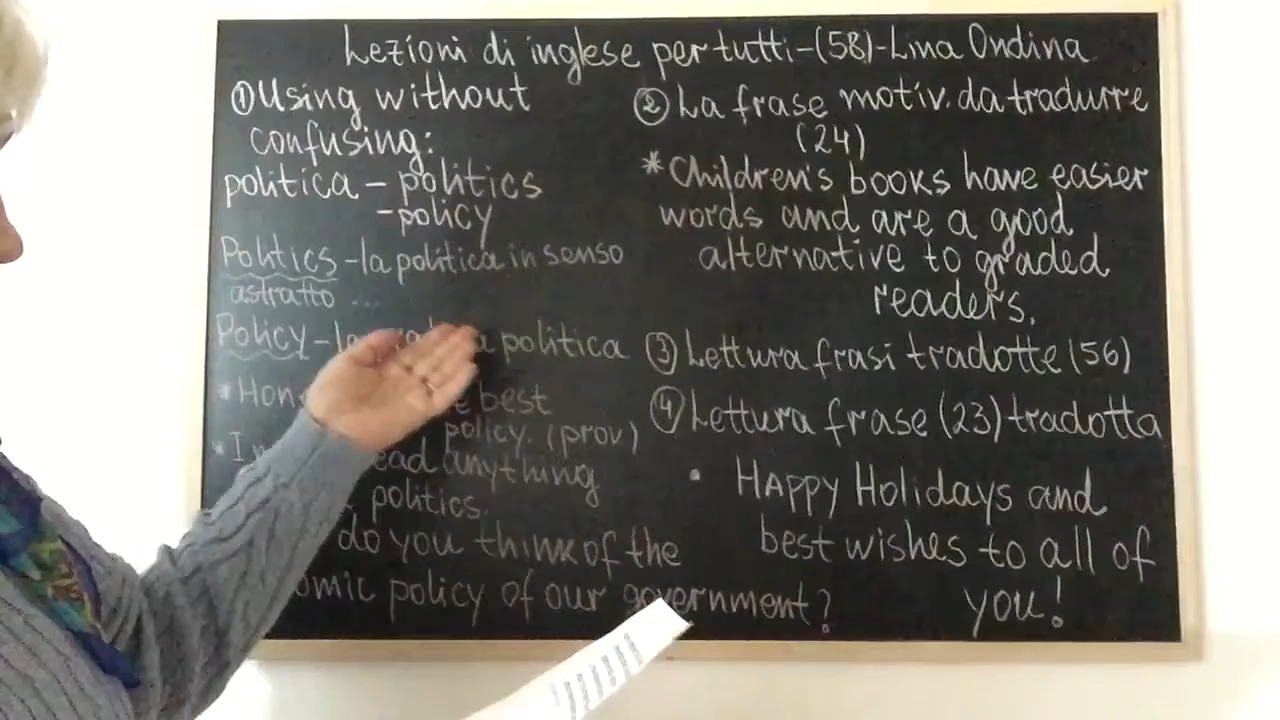 Lezioni di inglese per tutti-(58)-Lina Ondina
① Using without
confusing:
politica - politics
- policy
Politics - la politica in senso
astratto ...
Policy - politica
* best
policy. (prov)
* I anything
politics.
do you think of the
policy of our government?
② La frase motiv. da tradurre
(24)
* Children's books have easier
words and are a good
alternative to graded
readers.
③ Lettura frasi tradotte (56)
④ Lettura frase (23) tradotta
• Happy Holidays and
best wishes to all of
you!